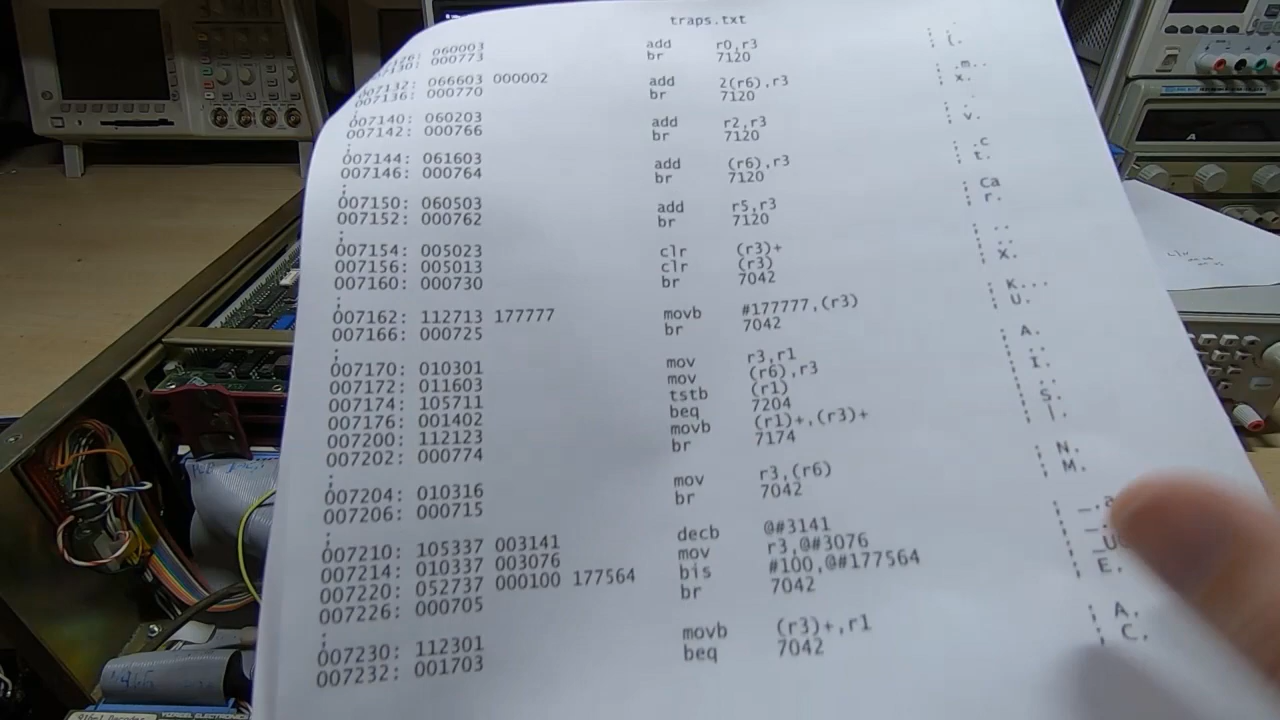 traps.txt
060003 add r0,r3
000773 br 7120
007132: 066603 000002 add 2(r6),r3
007136: 000770 br 7120
007140: 060203 add r2,r3
007142: 000766 br 7120
;
007144: 061603 add (r6),r3
007146: 000764 br 7120
;
007150: 060503 add r5,r3
007152: 000762 br 7120
;
007154: 005023 clr (r3)+
007156: 005013 clr (r3)
007160: 000730 br 7042
;
007162: 112713 177777 movb #177777,(r3)
007166: 000725 br 7042
;
007170: 010301 mov r3,r1
007172: 011603 mov (r6),r3
007174: 105711 tstb (r1)
007176: 001402 beq 7204
007200: 112123 movb (r1)+,(r3)+
007202: 000774 br 7174
;
007204: 010316 mov r3,(r6)
007206: 000715 br 7042
;
007210: 105337 003141 decb @#3141
007214: 010337 003076 mov r3,@#3076
007220: 052737 000100 177564 bis #100,@#177564
007226: 000705 br 7042
;
007230: 112301 movb (r3)+,r1
007232: 001703 beq 7042
; m..
; x.
; v.
; .c
; t.
; ca
; r.
; ..
; ..
; X.
; K...
; U.
; A.
; ..
; I.
; ..
; S.
; |.
; N.
; M.
; E.
; A.
; C.